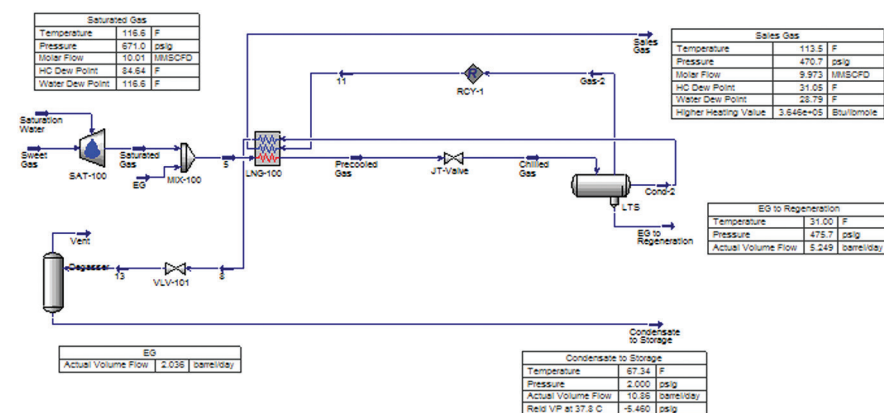 Saturated Gas
Temperature 116.6 F
Pressure 671.0 psig
Molar Flow 10.01 MMSCFD
HC Dew Point 84.64 F
Water Dew Point 116.6 F
Sales Gas
Sales Gas
Temperature 113.5 F
Pressure 470.7 psig
Molar Flow 9.973 MMSCFD
HC Dew Point 31.05 F
Water Dew Point 28.79 F
Higher Heating Value 3.646e+05 Btu/lbmole
11
R
RCY-1
Gas-2
Saturation Water
Sweet Gas
SAT-100
Saturated Gas
EG
MIX-100
5
LNG-100
Precooled Gas
JT-Valve
Chilled Gas
Cond-2
LTS
EG to Regeneration
EG to Regeneration
Temperature 31.00 F
Pressure 475.7 psig
Actual Volume Flow 5.249 barrel/day
Vent
Degasser
13
VLV-101
8
Condensate to Storage
EG
Actual Volume Flow 2.036 barrel/day
Condensate to Storage
Temperature 67.34 F
Pressure 2.000 psig
Actual Volume Flow 10.86 barrel/day
Reid VP at 37.8 C -5.460 psig